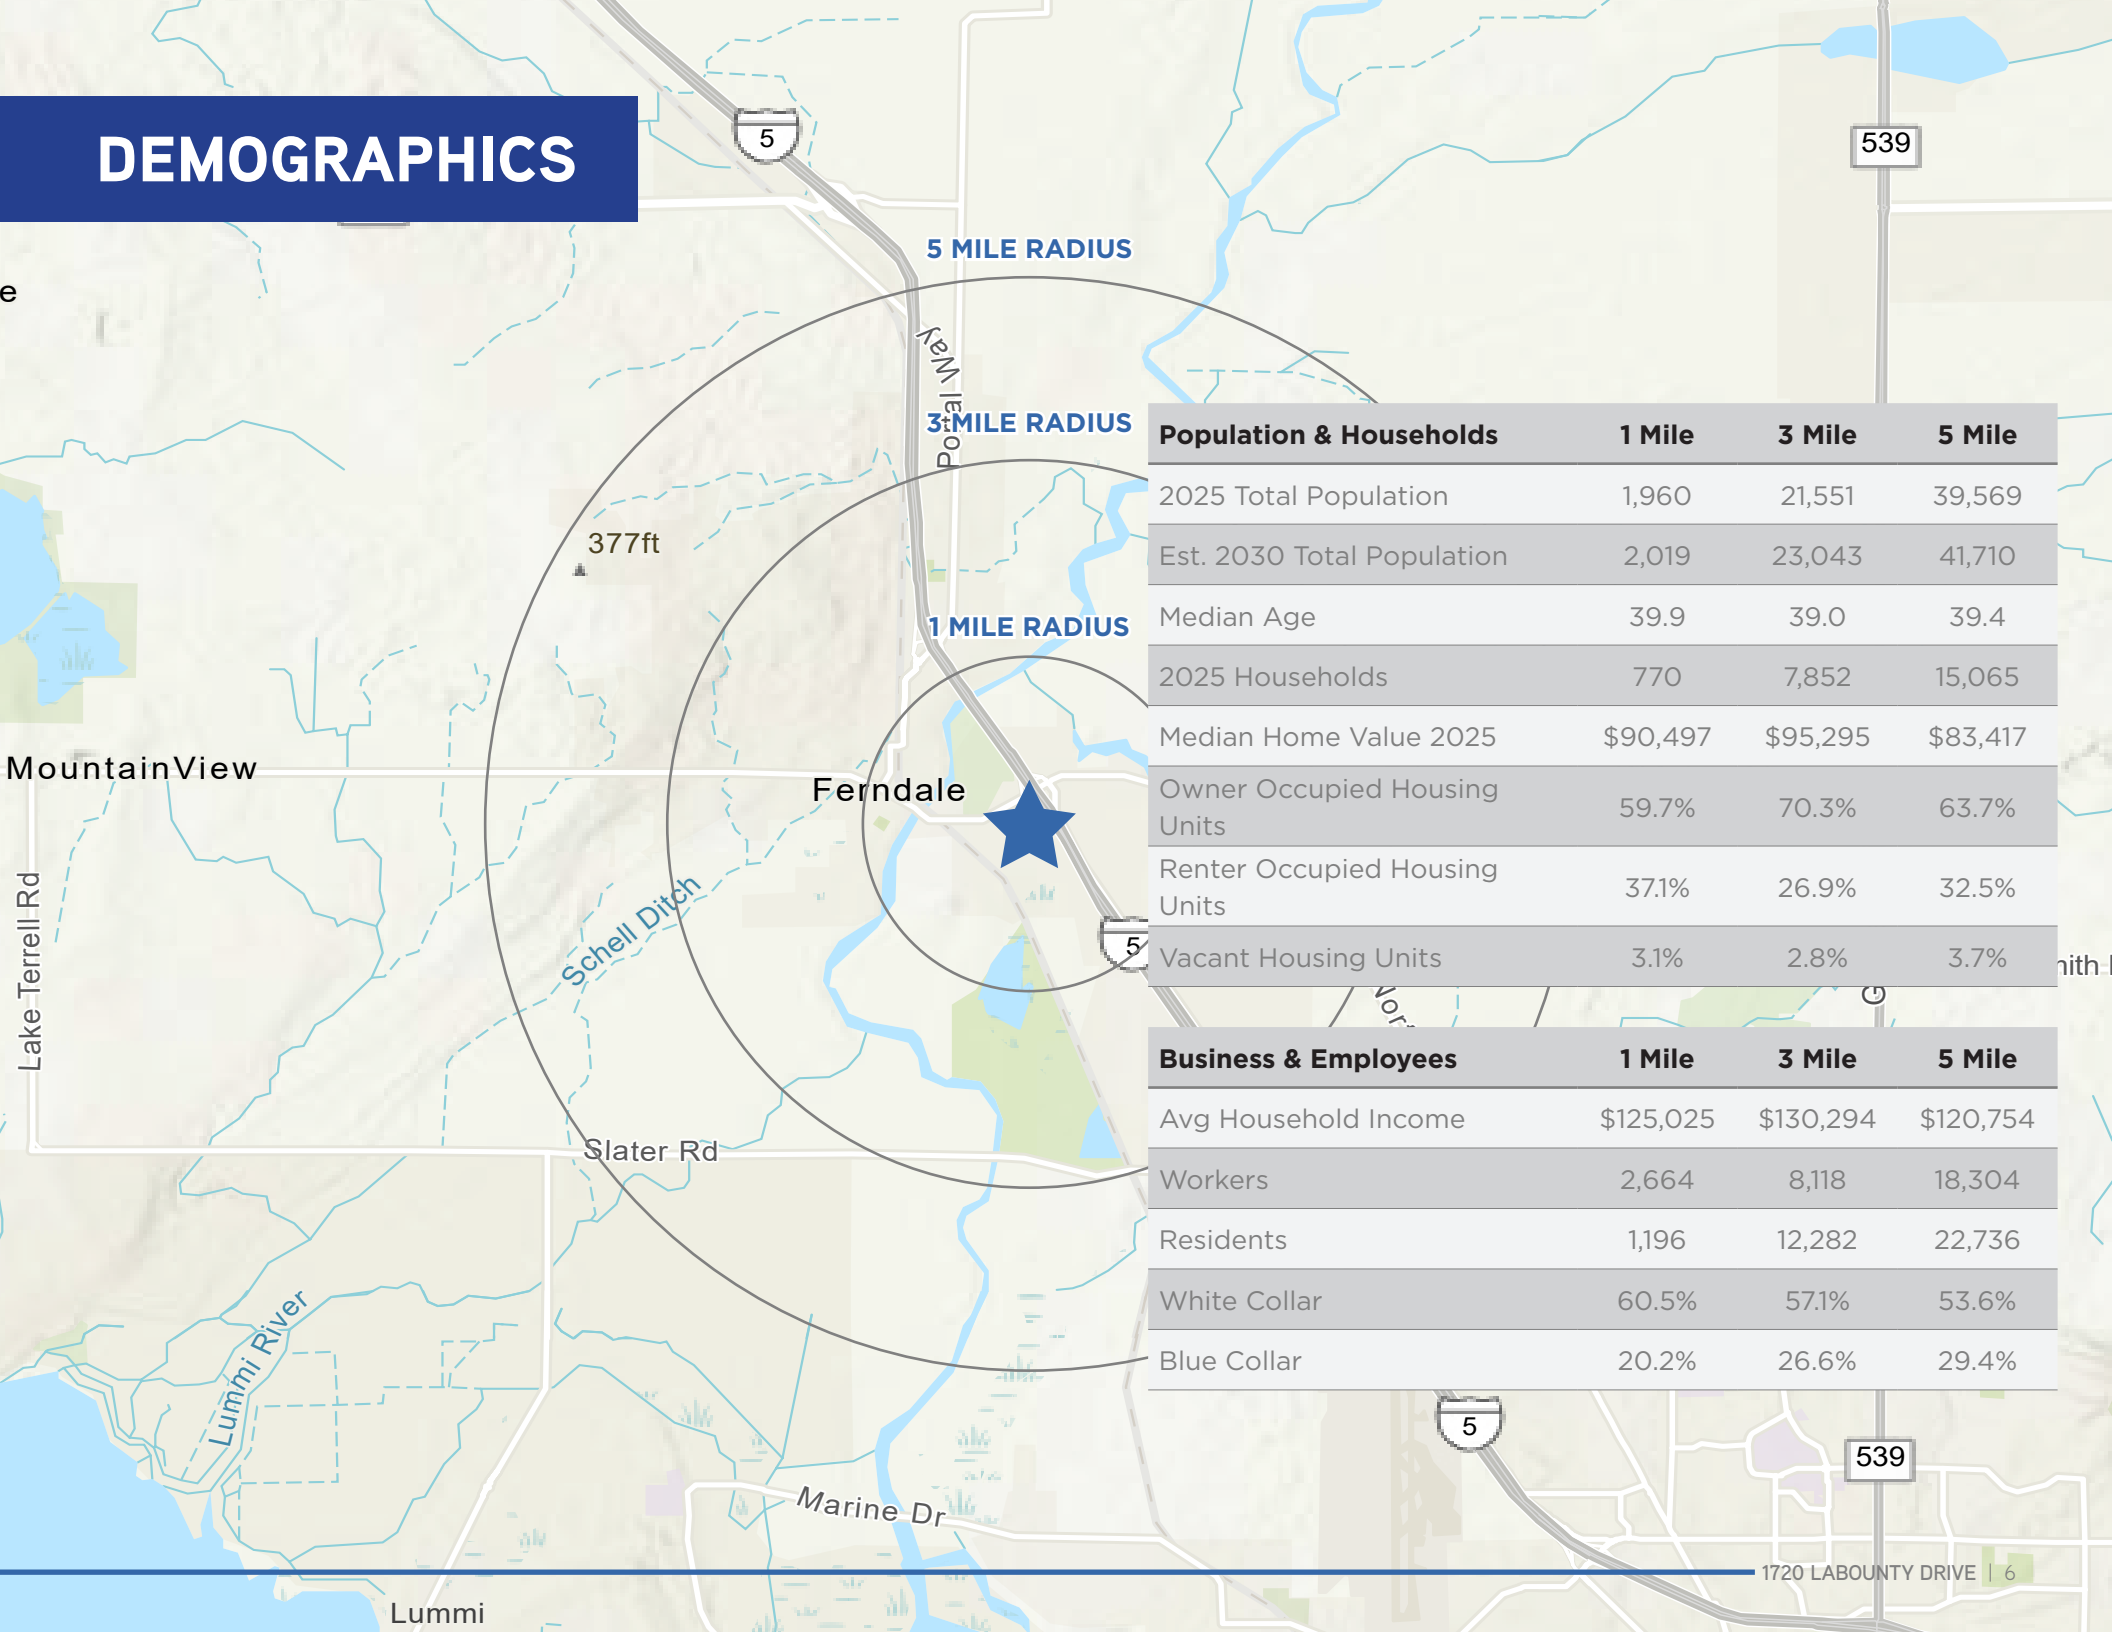 DEMOGRAPHICS
5
539
5 MILE RADIUS
e
Portal Way
3 MILE RADIUS
377ft
1 MILE RADIUS
MountainView
Ferndale
Schell Ditch
Lake Terrell Rd
5
Slater Rd
Lummi River
Marine Dr
Lummi
Population & Households 1 Mile 3 Mile 5 Mile
2025 Total Population 1,960 21,551 39,569
Est. 2030 Total Population 2,019 23,043 41,710
Median Age 39.9 39.0 39.4
2025 Households 770 7,852 15,065
Median Home Value 2025 $90,497 $95,295 $83,417
Owner Occupied Housing
Units 59.7% 70.3% 63.7%
Renter Occupied Housing
Units 37.1% 26.9% 32.5%
Vacant Housing Units 3.1% 2.8% 3.7%
G
Business & Employees 1 Mile 3 Mile 5 Mile
Avg Household Income $125,025 $130,294 $120,754
Workers 2,664 8,118 18,304
Residents 1,196 12,282 22,736
White Collar 60.5% 57.1% 53.6%
Blue Collar 20.2% 26.6% 29.4%
5
539
1720 LABOUNTY DRIVE | 6